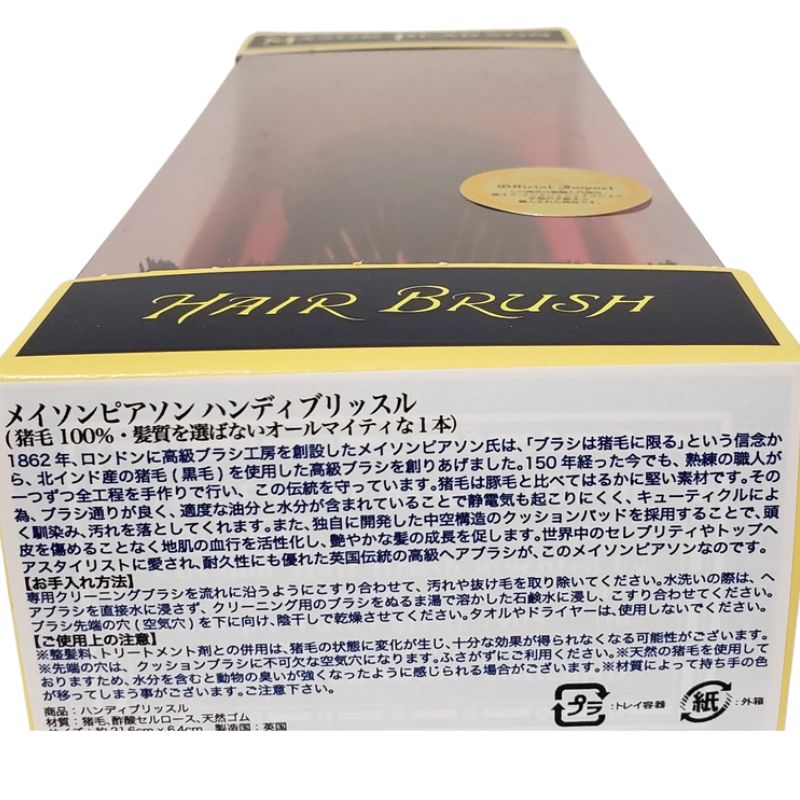 MASON PEARSON
Official Import
HAIR BRUSH
メイソンピアソン ハンディブリッスル
(猪毛 100%・髪質を選ばないオールマイティな1本)
1862年、ロンドンに高級ブラシ工房を創設したメイソンピアソン氏は、「ブラシは猪毛に限る」という信念か
ら、北インド産の猪毛(黒毛)を使用した高級ブラシを創りあげました。150年経った今でも、熟練の職人が
一つずつ全工程を手作りで行い、この伝統を守っています。猪毛は豚毛と比べてはるかに堅い素材です。その
為、ブラシ通りが良く、適度な油分と水分が含まれていることで静電気も起こりにくく、キューティクルによ
く馴染み、汚れを落としてくれます。また、独自に開発した中空構造のクッションパッドを採用することで、頭
皮を傷めることなく地肌の血行を活性化し、艶やかな髪の成長を促します。世界中のセレブリティやトップヘ
アスタイリストに愛され、耐久性にも優れた英国伝統の高級ヘアブラシが、このメイソンピアソンなのです。
【お手入れ方法】
専用クリーニングブラシを流れに沿うようにこすり合わせて、汚れや抜け毛を取り除いてください。水洗いの際は、ヘ
アブラシを直接水に浸さず、クリーニング用のブラシをぬるま湯で溶かした石鹸水に浸し、こすり合わせてください。
ブラシ先端の穴(空気穴)を下に向け、陰干しで乾燥させてください。タオルやドライヤーは、使用しないでください。
【ご使用上の注意】
※整髪料、トリートメント剤との併用は、猪毛の状態に変化が生じ、十分な効果が得られなくなる可能性がございます。
※先端の穴は、クッションブラシに不可欠な空気穴になります。ふさがずにご利用ください。※天然の猪毛を使用して
おりますため、水分を含むと動物の臭いが強くなったように感じられる場合がございます。※材質によって持ち手の色
が移ってしまう事がございます。ご注意下さい。
商品:ハンディブリッスル
材質:猪毛、酢酸セルロース、天然ゴム
サイズ:約21.6cm×6.4cm 製造国:英国
プラ :トレイ容器 紙 :外箱